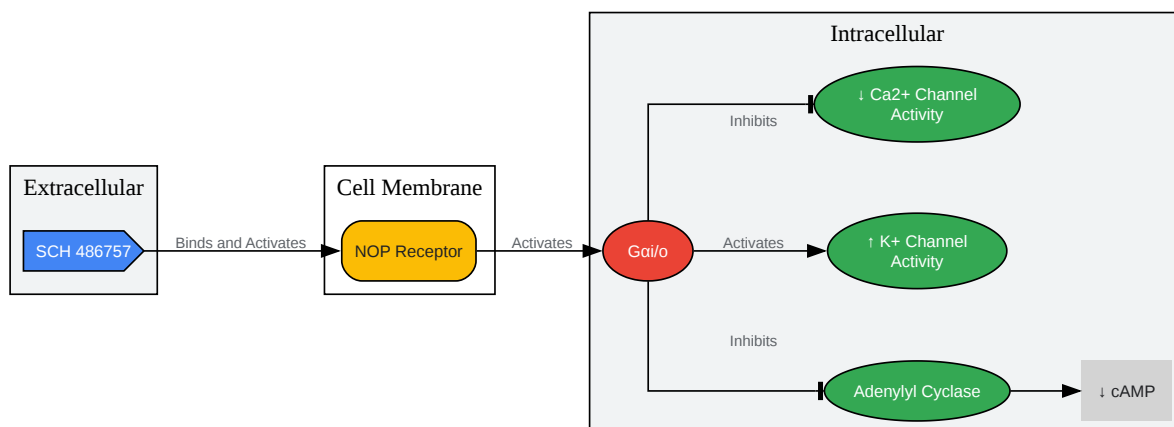 Intracellular
↓ Ca2+ Channel
Activity
Inhibits
Extracellular
SCH 486757
Binds and Activates
Cell Membrane
NOP Receptor
Activates
Gαi/o
Activates
↑ K+ Channel
Activity
Inhibits
Adenylyl Cyclase
↓ cAMP